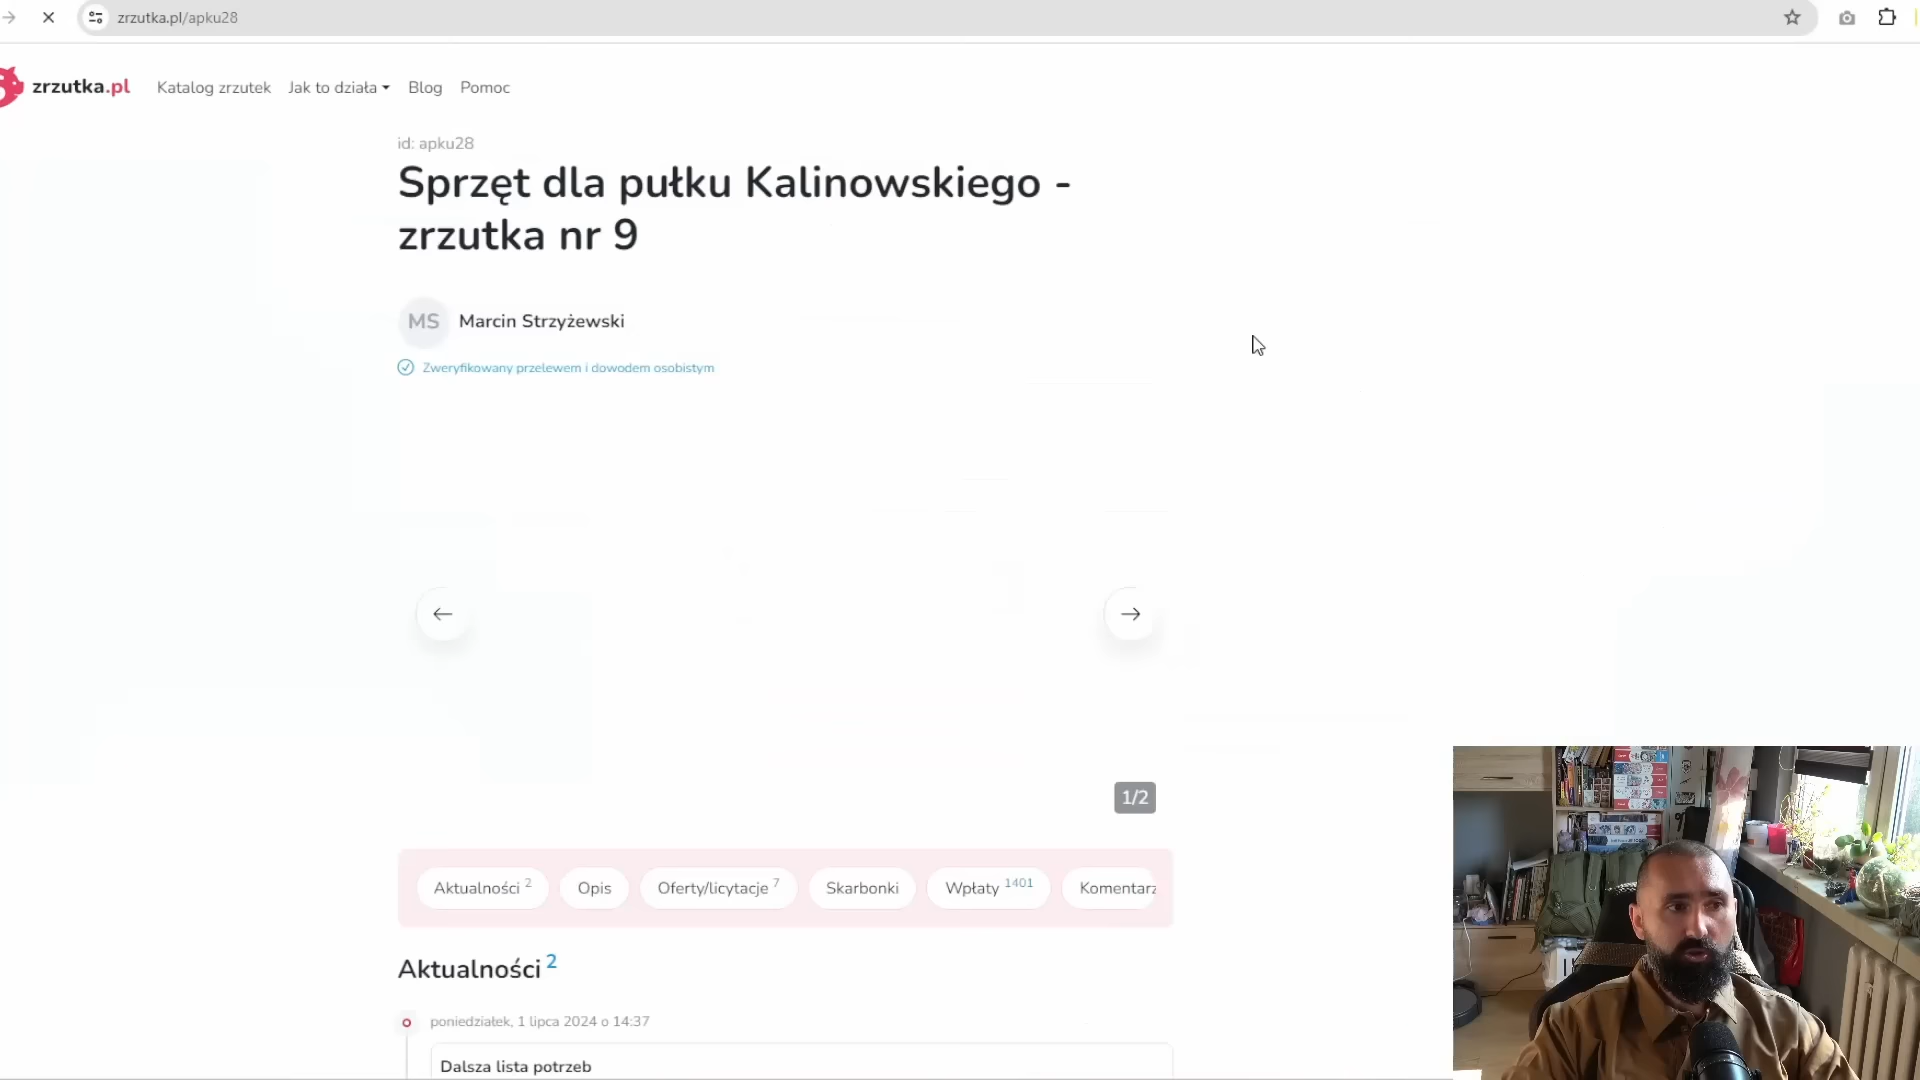 zrzutka.pl/apku28
zrzutka.pl
Katalog zrzutek
Jak to działa
Blog
Pomoc
id: apku28
Sprzęt dla pułku Kalinowskiego -
zrzutka nr 9
MS
Marcin Strzyżewski
Zweryfikowany przelewem i dowodem osobistym
1/2
Aktualności 2
Opis
Oferty/licytacje 7
Skarbonki
Wpłaty 1401
Komentarz
Aktualności 2
poniedziałek, 1 lipca 2024 o 14:37
Dalsza lista potrzeb